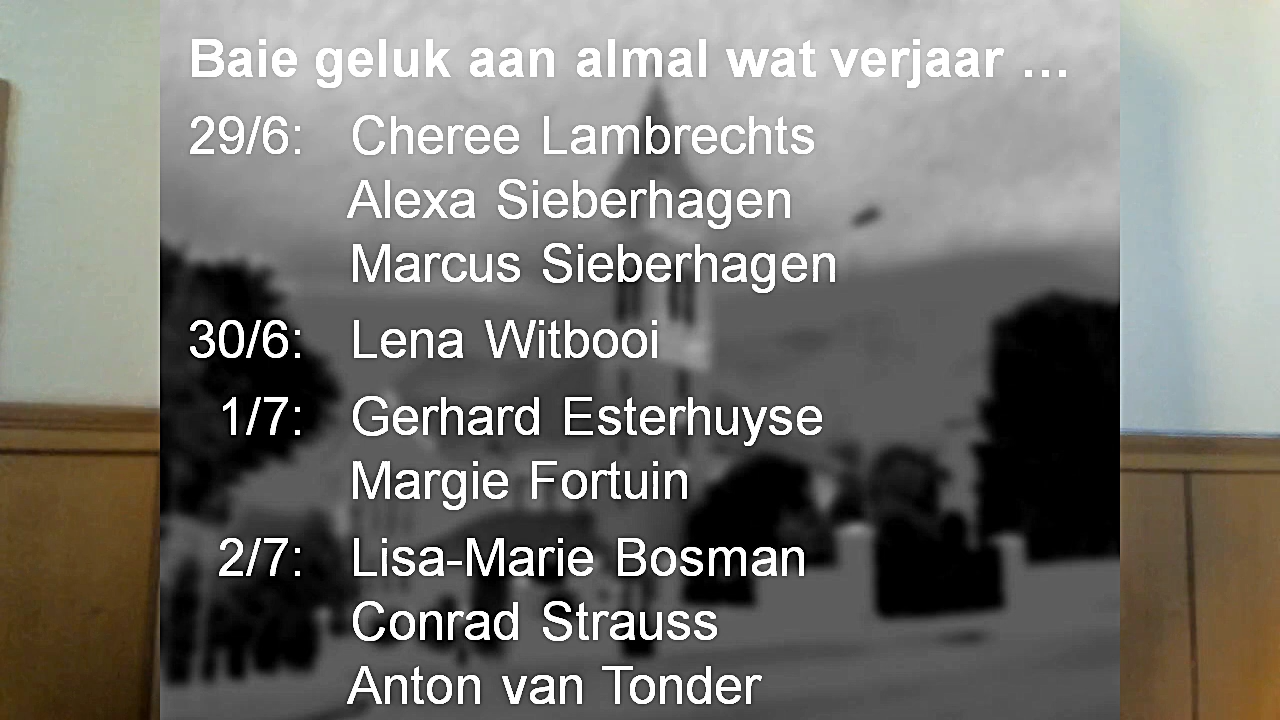 Baie geluk aan almal wat verjaar ...
29/6: Cheree Lambrechts
Alexa Sieberhagen
Marcus Sieberhagen
30/6: Lena Witbooi
1/7: Gerhard Esterhuyse
Margie Fortuin
2/7: Lisa-Marie Bosman
Conrad Strauss
Anton van Tonder